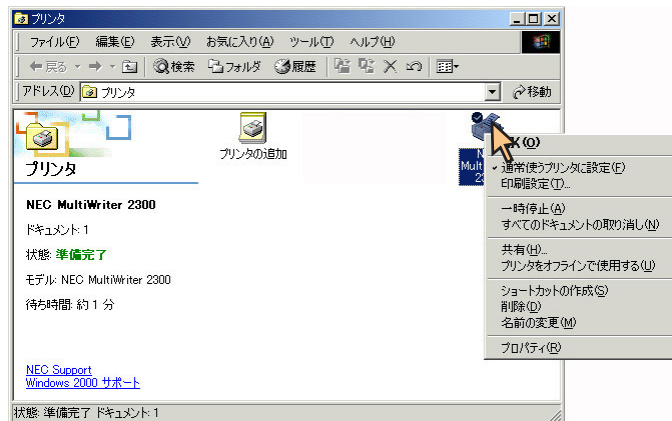 プリンタ
ファイル(F) 編集(E) 表示(V) お気に入り(A) ツール(T) ヘルプ(H)
戻る 検索 フォルダ 履歴
アドレス(D) プリンタ 移動
プリンタ
プリンタの追加
NEC MultiWriter 2300
ドキュメント: 1
状態: 準備完了
モデル: NEC MultiWriter 2300
待ち時間: 約 1 分
NEC Support
Windows 2000 サポート
(O)
通常使うプリンタに設定(F)
印刷設定(T)...
一時停止(A)
すべてのドキュメントの取り消し(N)
共有(H)...
プリンタをオフラインで使用する(U)
ショートカットの作成(S)
削除(D)
名前の変更(M)
プロパティ(R)
状態: 準備完了 ドキュメント: 1